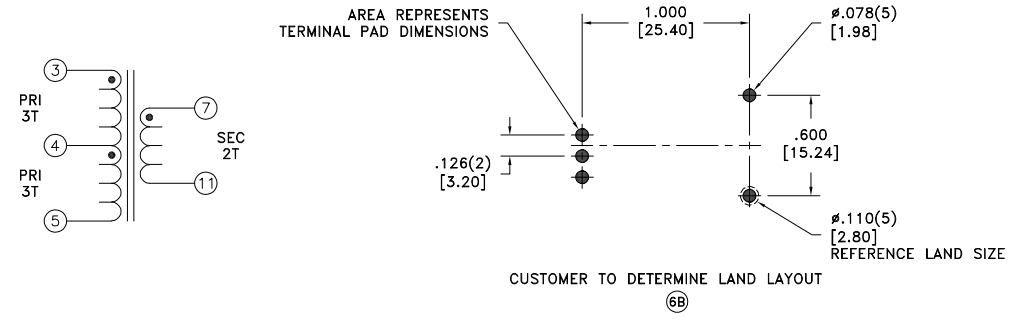 3
PRI
3T
4
PRI
3T
5
7
SEC
2T
11
AREA REPRESENTS
TERMINAL PAD DIMENSIONS
1.000
[25.40]
ø.078(5)
[1.98]
.126(2)
[3.20]
.600
[15.24]
ø.110(5)
[2.80]
REFERENCE LAND SIZE
CUSTOMER TO DETERMINE LAND LAYOUT
6B